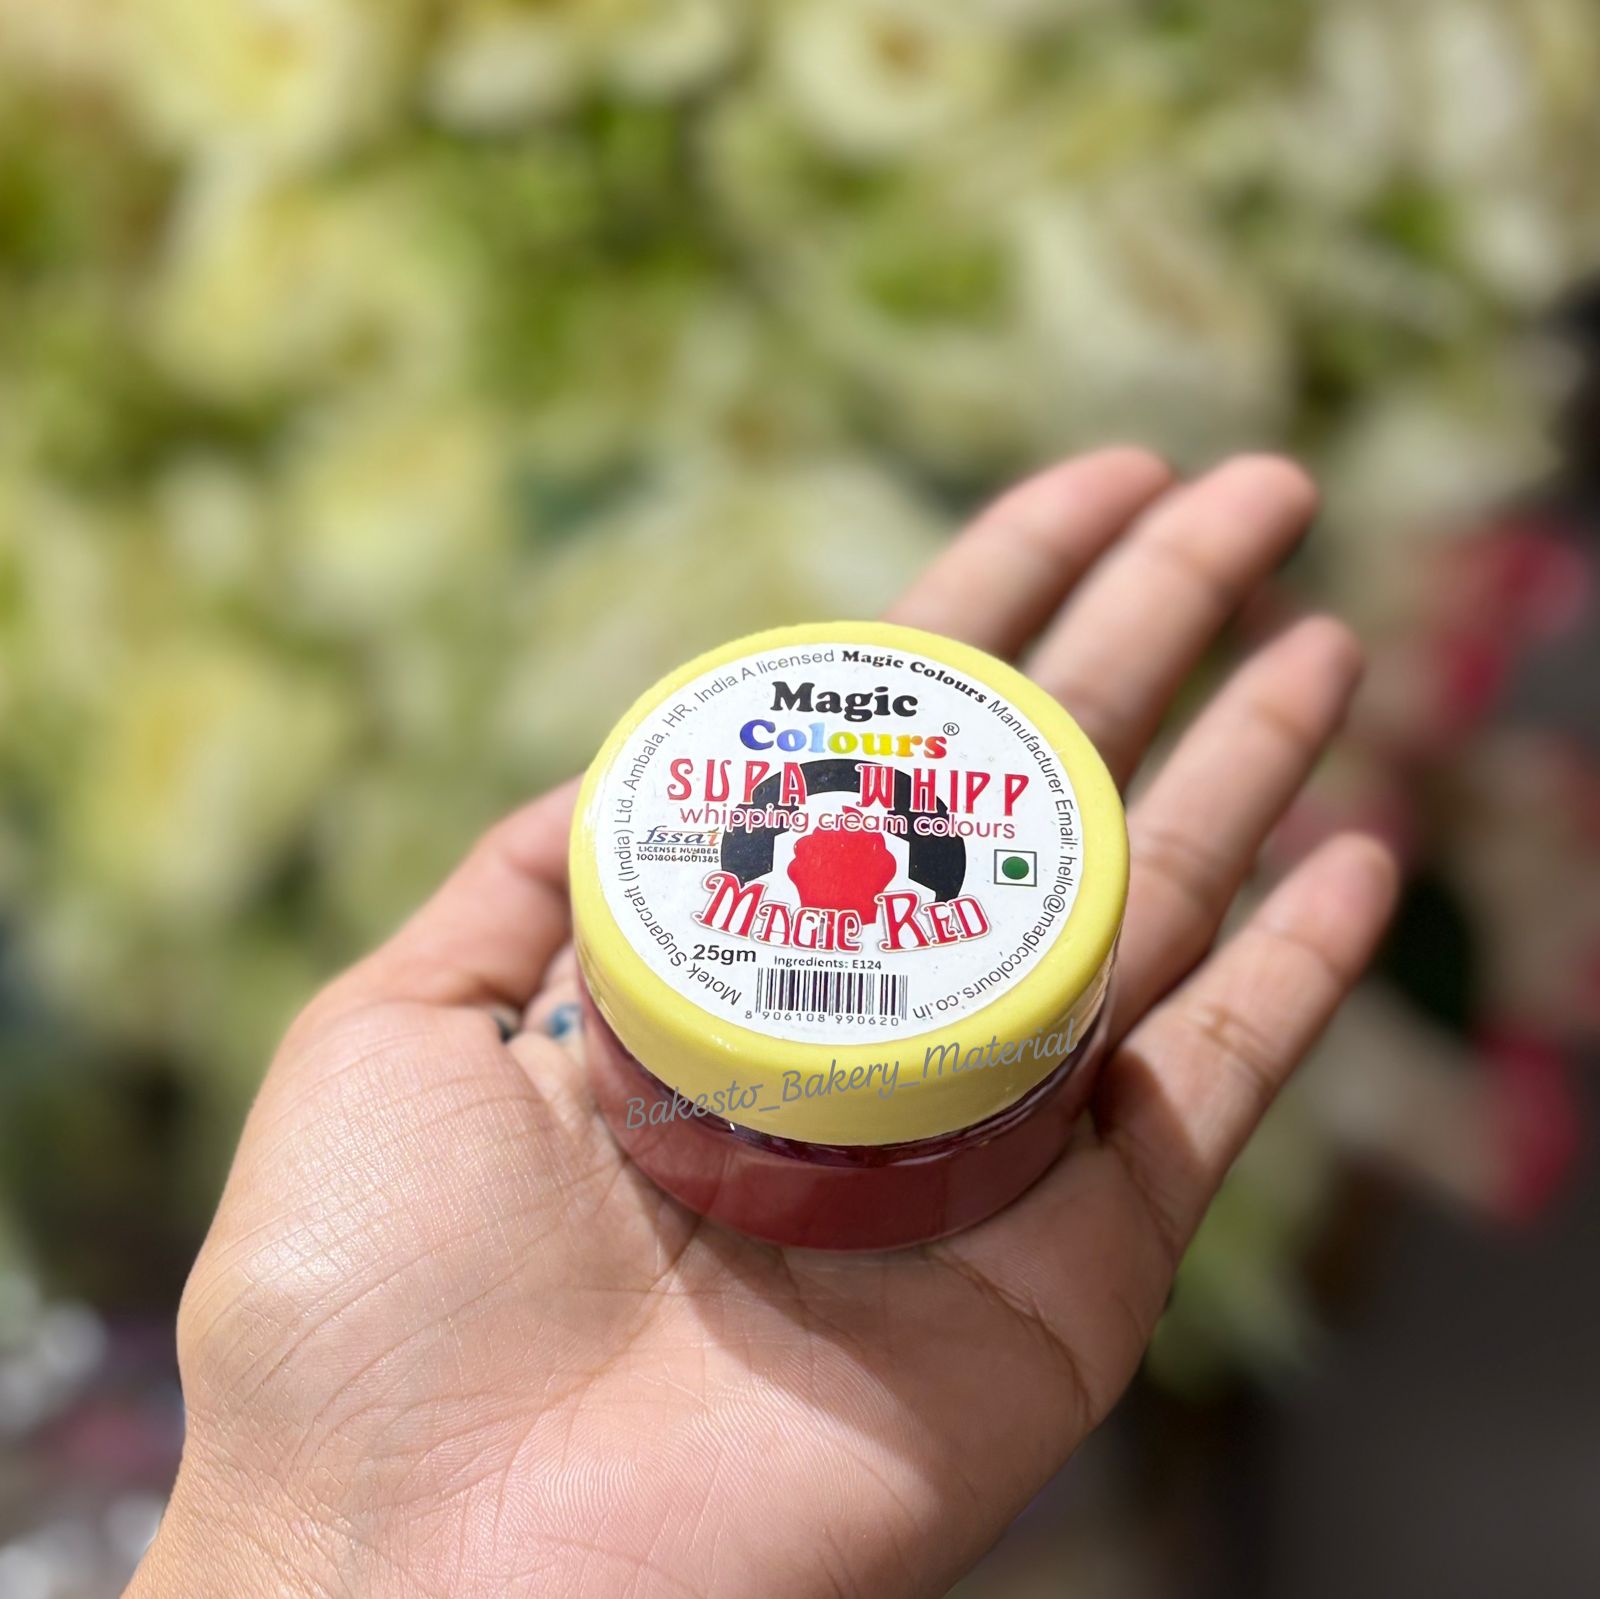 Motek Sugarcraft (India) Ltd. Ambala, HR, India A licensed Magic Colours Manufacturer Email: hello@magiccolours.co.in
Magic
Colours®
SUPA WHIPP
whipping cream colours
fssai
LICENSE NUMBER
10018064001385
MAGIC RED
25gm
Ingredients: E124
8 906108 990620
Bakesto_Bakery_Material